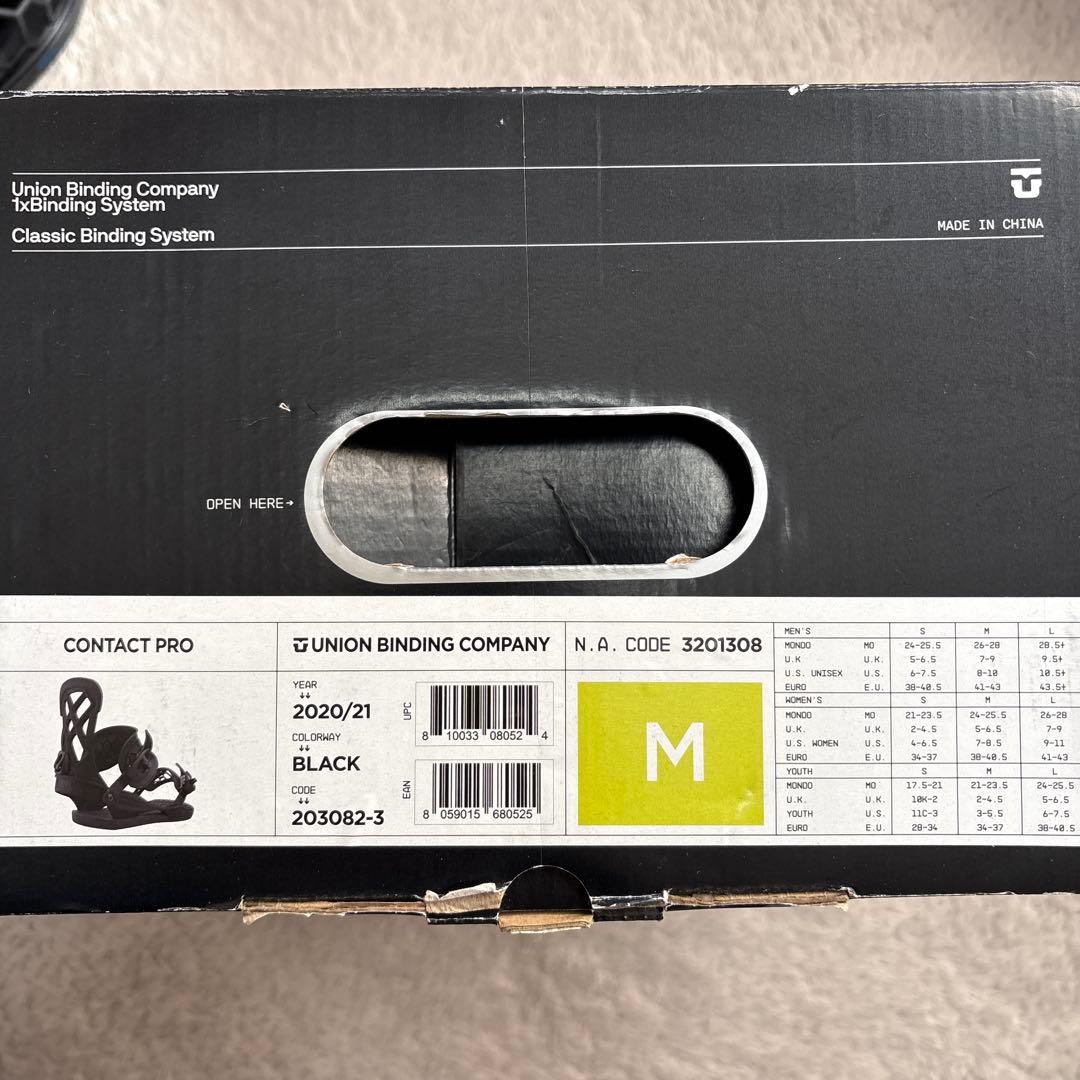 Union Binding Company
1xBinding System
Classic Binding System
MADE IN CHINA
OPEN HERE→
CONTACT PRO
UNION BINDING COMPANY
YEAR
↓↓
2020/21
COLORWAY
↓↓
BLACK
CODE
↓↓
203082-3
UPC
8 10033 08052 4
EAN
8 059015 680525
N.A. CODE 3201308
M
MEN'S S M L
MONDO MO 24-25.5 26-28 28.5+
U.K U.K. 5-6.5 7-9 9.5+
U.S. UNISEX U.S. 6-7.5 8-10 10.5+
EURO E.U. 38-40.5 41-43 43.5+
WOMEN'S S M L
MONDO MO 21-23.5 24-25.5 26-28
U.K. U.K. 2-4.5 5-6.5 7-9
U.S. WOMEN U.S. 4-6.5 7-8.5 9-11
EURO E.U. 34-37 38-40.5 41-43
YOUTH S M L
MONDO MO 17.5-21 21-23.5 24-25.5
U.K. U.K. 10K-2 2-4.5 5-6.5
YOUTH U.S. 11C-3 3-5.5 6-7.5
EURO E.U. 28-34 34-37 38-40.5